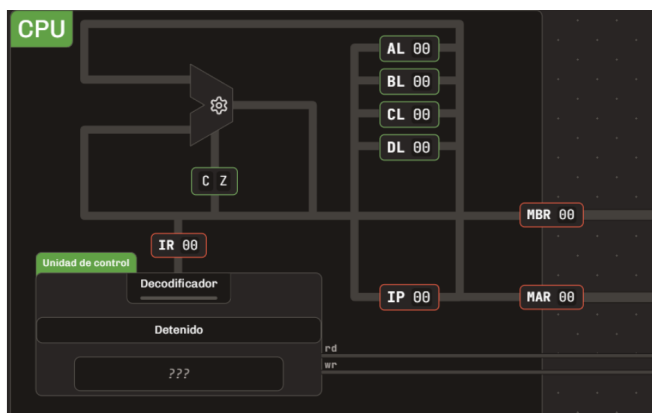 CPU
AL 00
BL 00
CL 00
DL 00
C Z
MBR 00
IR 00
Unidad de control
Decodificador
IP 00
MAR 00
Detenido
rd
wr
???